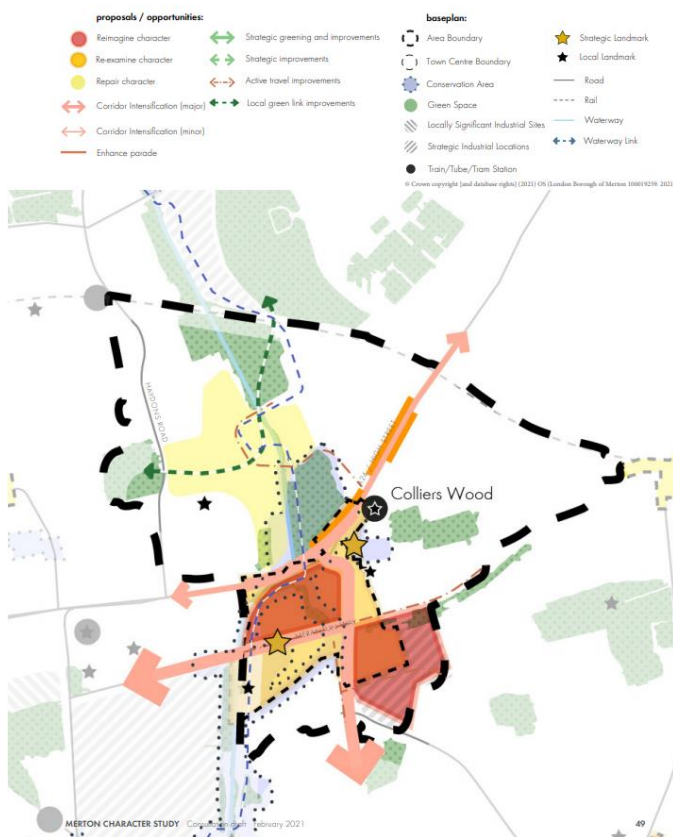 proposals / opportunities:
Reimagine character
Re-examine character
Repair character
Corridor Intensification (major)
Corridor Intensification (minor)
Enhance parade
Strategic greening and improvements
Strategic improvements
Active travel improvements
Local green link improvements
baseplan:
Area Boundary
Town Centre Boundary
Conservation Area
Green Space
Locally Significant Industrial Sites
Strategic Industrial Locations
Train/Tube/Tram Station
Strategic Landmark
Local Landmark
Road
Rail
Waterway
Waterway Link
© Crown copyright [and database rights] (2021) OS (London Borough of Merton 100019259. 2021
HAYDONS ROAD
Colliers Wood
MERTON CHARACTER STUDY Consultation draft February 2021
49